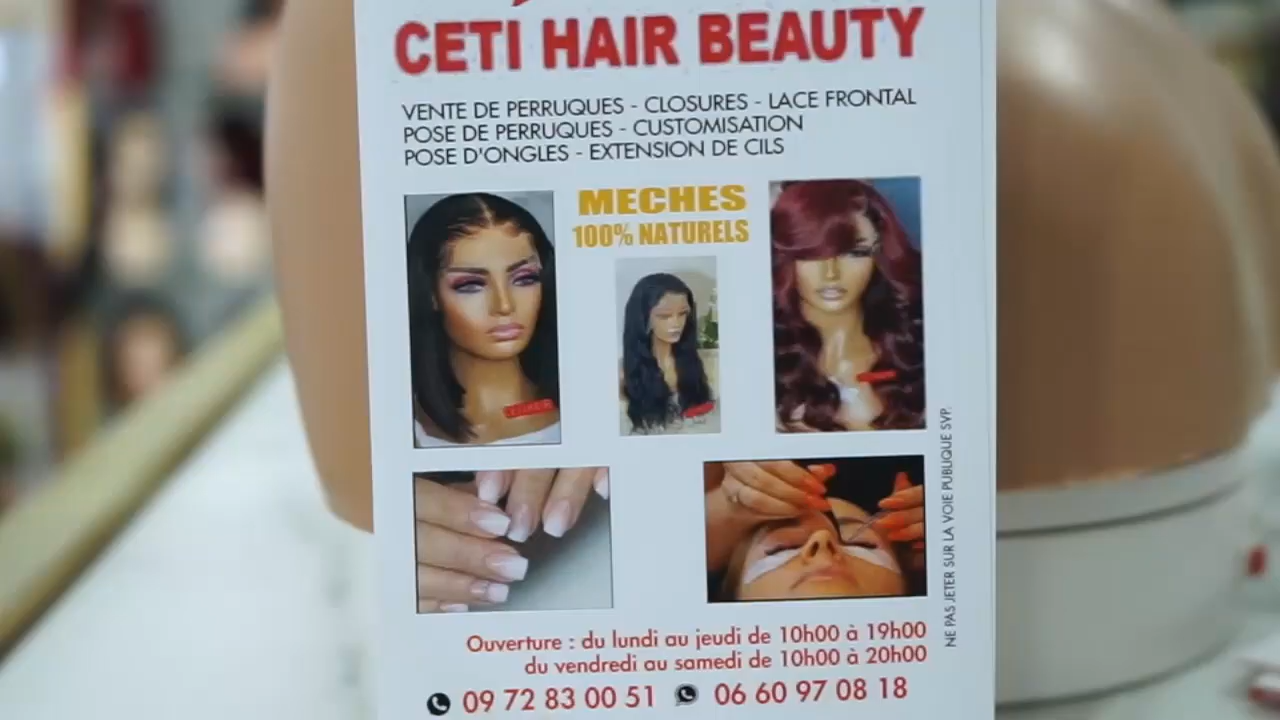 CETI HAIR BEAUTY
VENTE DE PERRUQUES - CLOSURES - LACE FRONTAL
POSE DE PERRUQUES - CUSTOMISATION
POSE D'ONGLES - EXTENSION DE CILS
MECHES
100% NATURELS
NE PAS JETER SUR LA VOIE PUBLIQUE SVP.
Ouverture : du lundi au jeudi de 10h00 à 19h00
du vendredi au samedi de 10h00 à 20h00
09 72 83 00 51 06 60 97 08 18